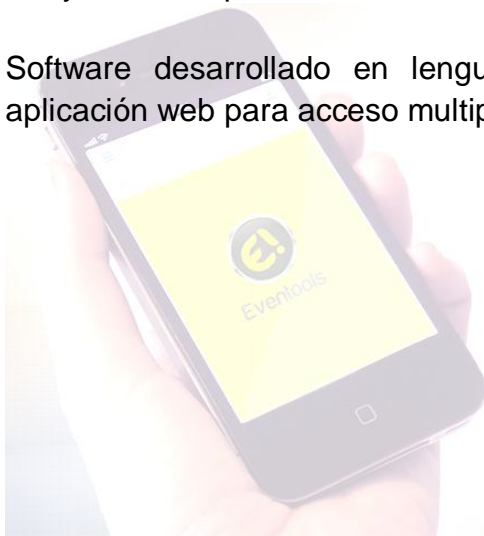 Software desarrollado en lengu
aplicación web para acceso multip
E!
Eventools